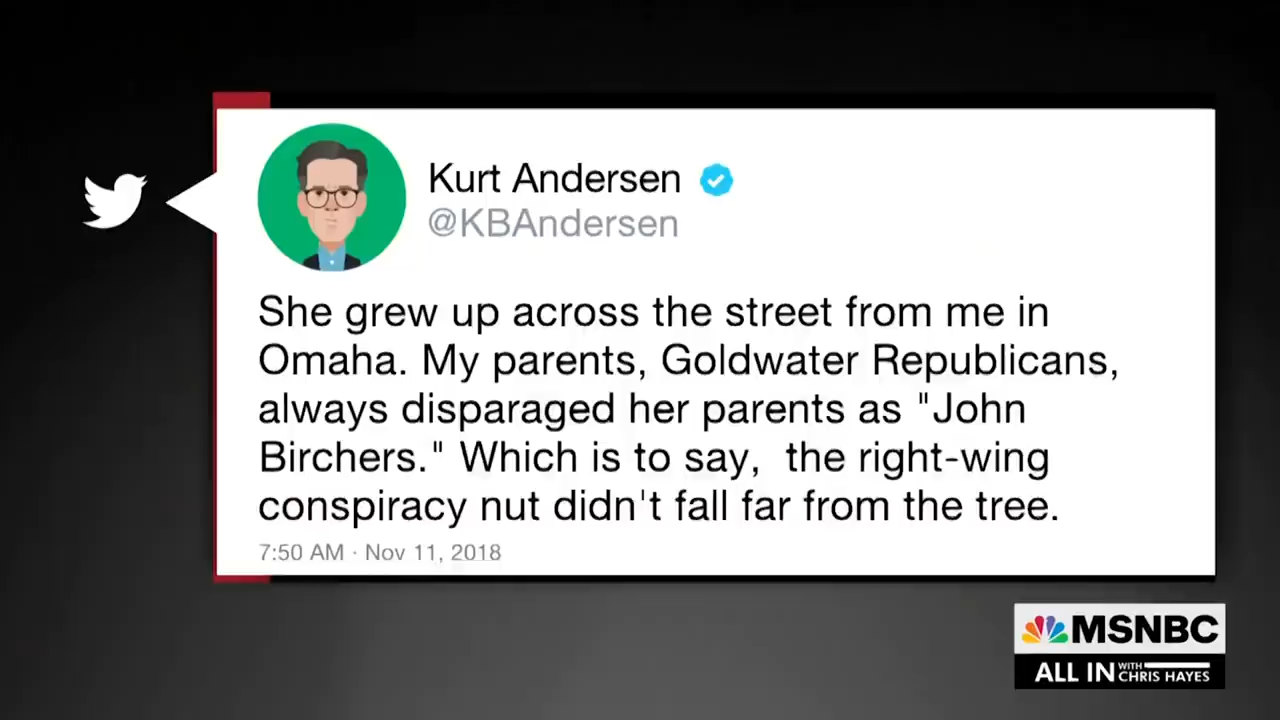 Kurt Andersen
@KBAndersen
She grew up across the street from me in
Omaha. My parents, Goldwater Republicans,
always disparaged her parents as "John
Birchers." Which is to say,  the right-wing
conspiracy nut didn't fall far from the tree.
7:50 AM · Nov 11, 2018
MSNBC
ALL IN WITH CHRIS HAYES